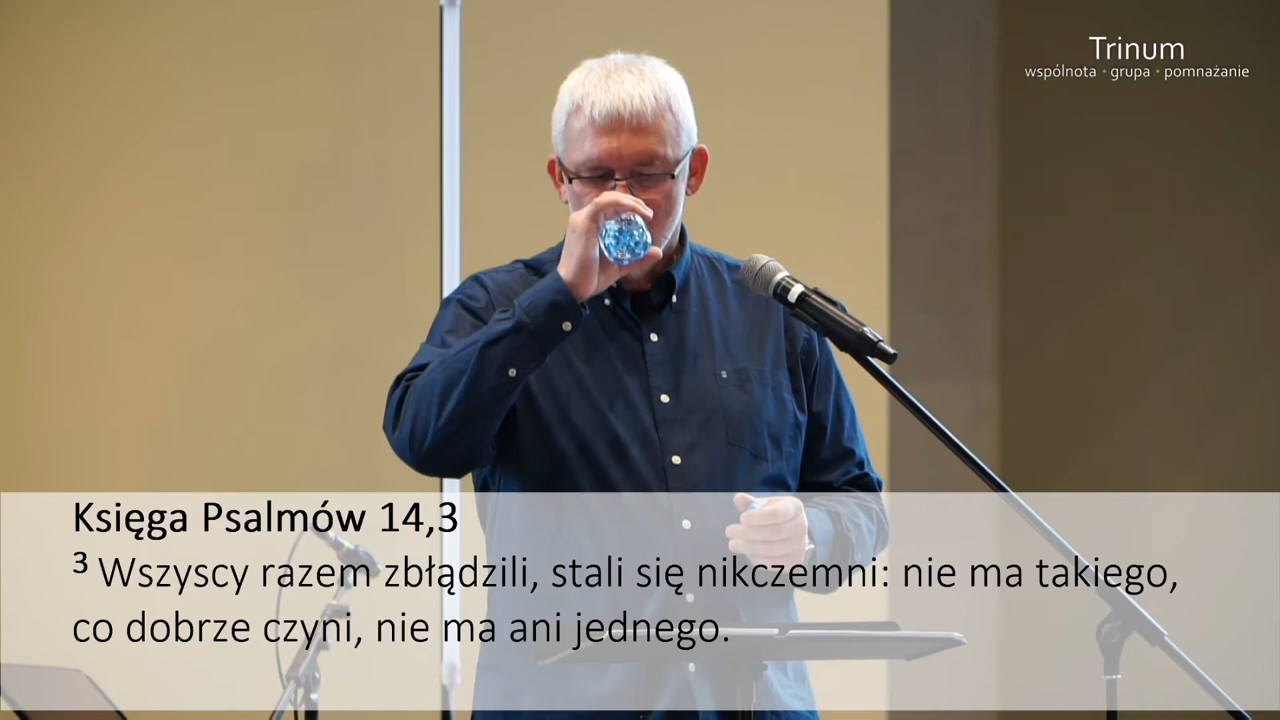 Trinum
wspólnota • grupa • pomnażanie
Księga Psalmów 14,3
³ Wszyscy razem zbłądzili, stali się nikczemni: nie ma takiego,
co dobrze czyni, nie ma ani jednego.